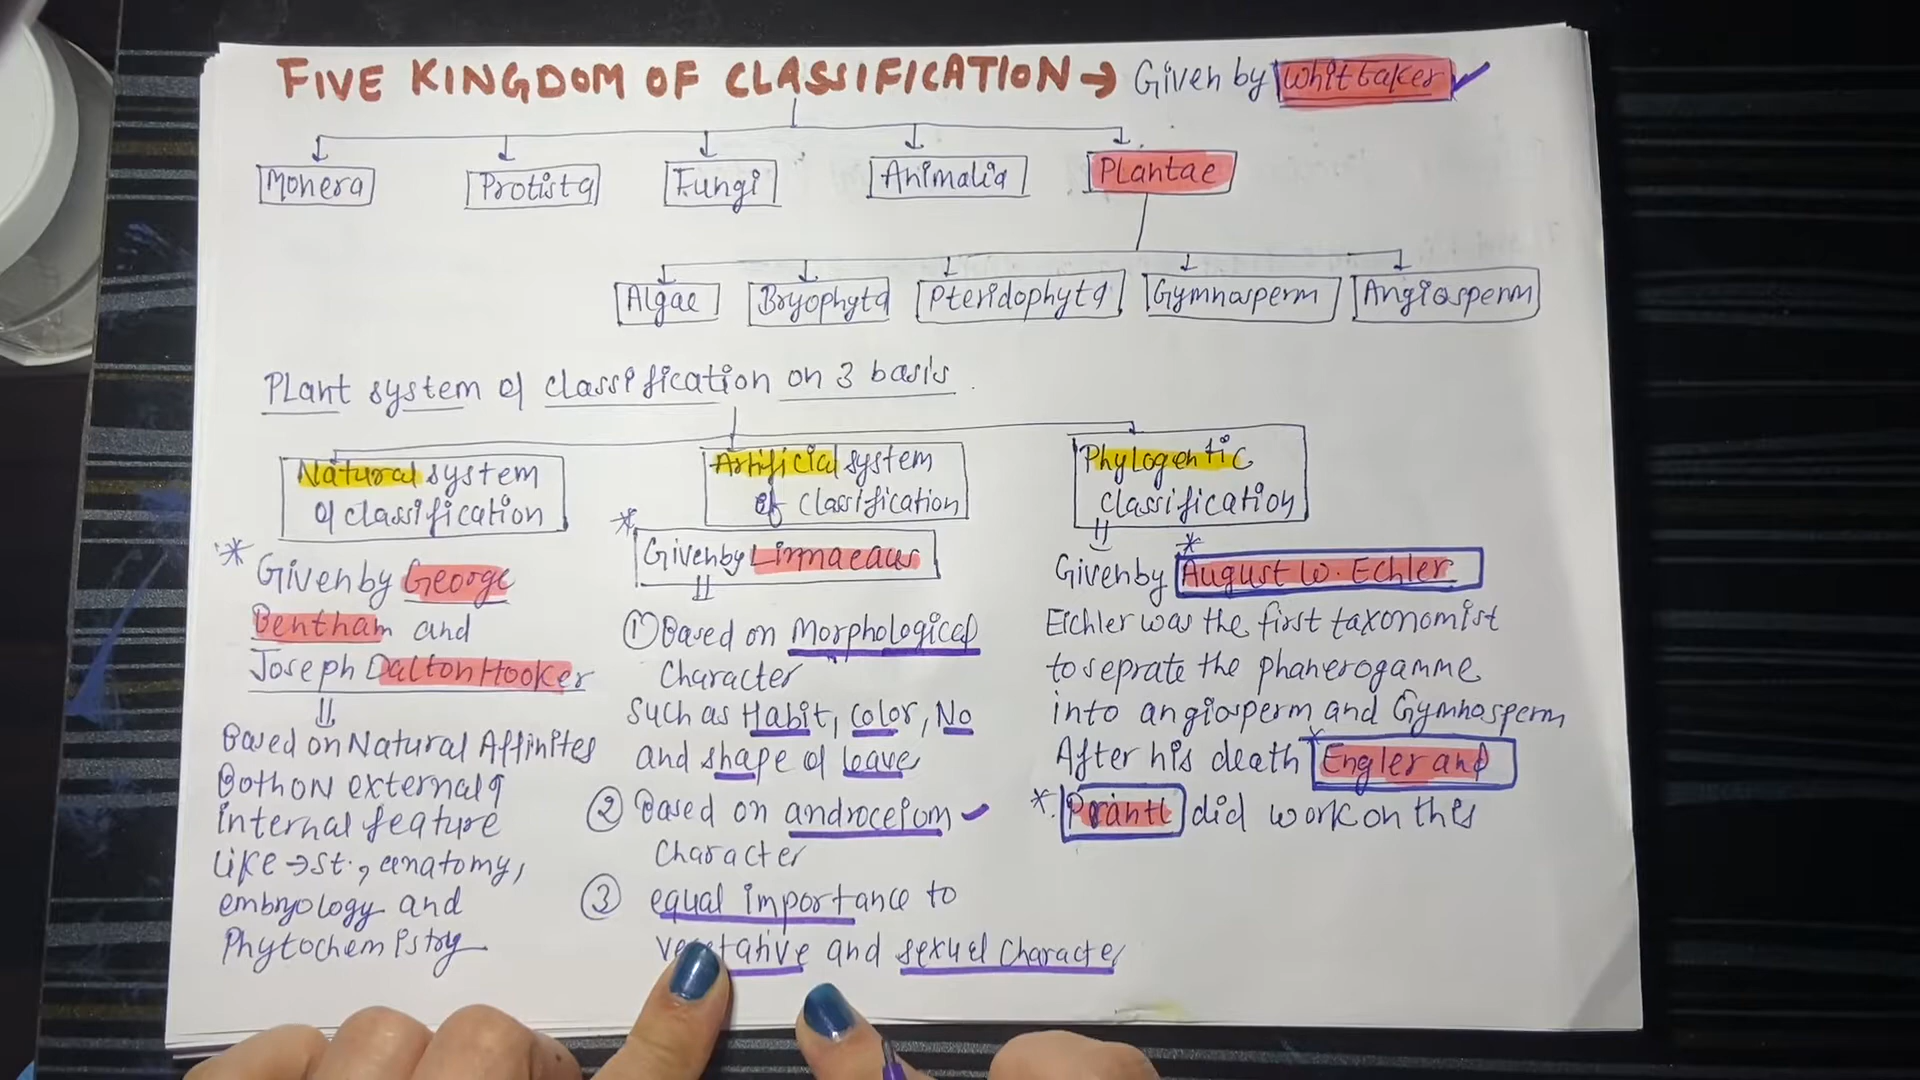 FIVE KINGDOM OF CLASSIFICATION → Given by Whittaker ✓
Monera
Protista
Fungi
Animalia
Plantae
Algae
Bryophyta
Pteridophyta
Gymnosperm
Angiosperm
Plant system of classification on 3 basis.
Natural system
of classification
* Given by George
Bentham and
Joseph Dalton Hooker
Based on Natural Affinites
Both on external &
internal feature
like → st., anatomy,
embryology and
Phytochemistry
Artificial system
of classification
* Given by Linnaeaus
① Based on Morphological
Character
such as Habit, color, No
and shape of leave
② Based on androceiom ✓
Character
③ equal importance to
and sexuel Character
Phylogentic
classification
Given by * August W. Echler
Eichler was the first taxonomist
to seprate the phanerogamme
into angiosperm and Gymnosperm
After his death * Engler and
* Prantl did work on this